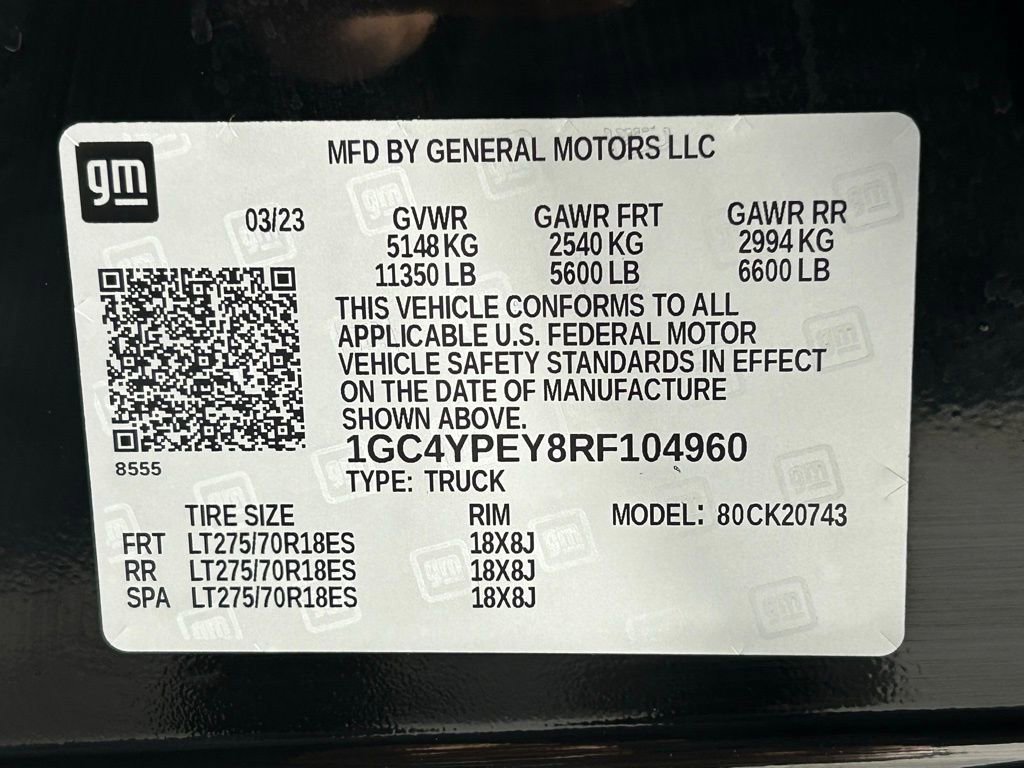 gm
MFD BY GENERAL MOTORS LLC
03/23 GVWR GAWR FRT GAWR RR
5148 KG 2540 KG 2994 KG
11350 LB 5600 LB 6600 LB
THIS VEHICLE CONFORMS TO ALL
APPLICABLE U.S. FEDERAL MOTOR
VEHICLE SAFETY STANDARDS IN EFFECT
ON THE DATE OF MANUFACTURE
SHOWN ABOVE.
1GC4YPEY8RF104960
8555
TYPE: TRUCK
TIRE SIZE RIM MODEL: 80CK20743
FRT LT275/70R18ES 18X8J
RR LT275/70R18ES 18X8J
SPA LT275/70R18ES 18X8J